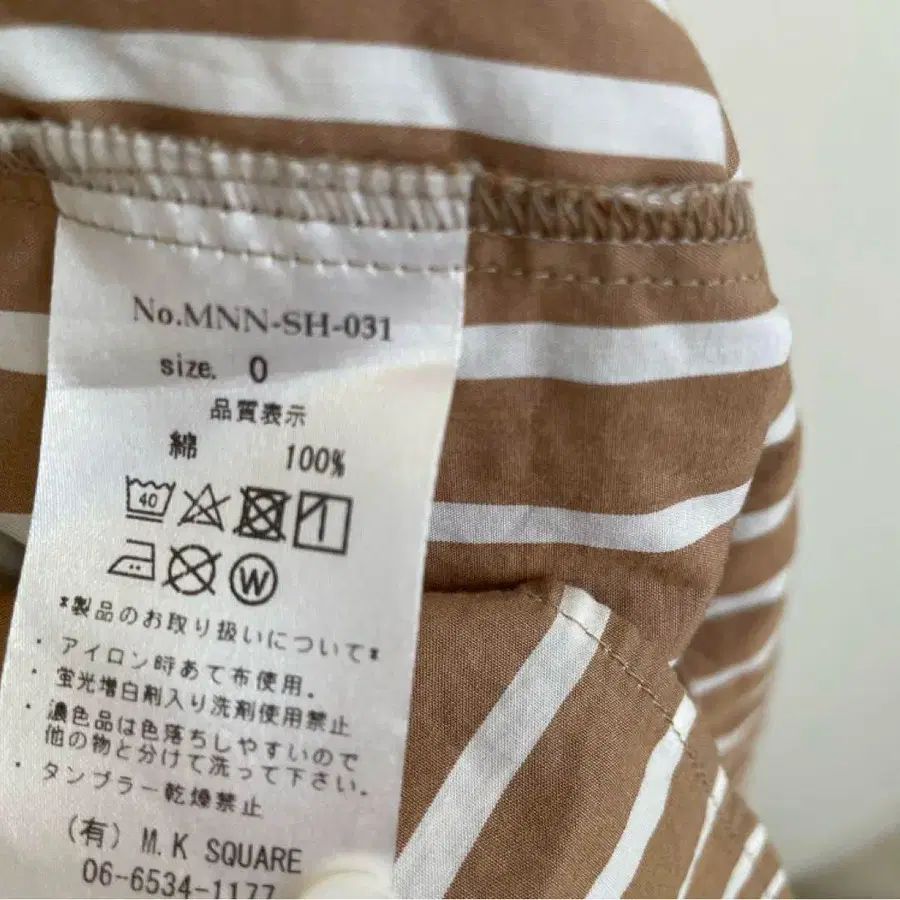 No.MNN-SH-031
size. 0
品質表示
綿 100%
40
W
*製品のお取り扱いについて*
・アイロン時あて布使用.
・蛍光増白剤入り洗剤使用禁止
・濃色品は色落ちしやすいので
他の物と分けて洗って下さい。
・タンブラー乾燥禁止
(有) M.K SQUARE
06-6534-1177